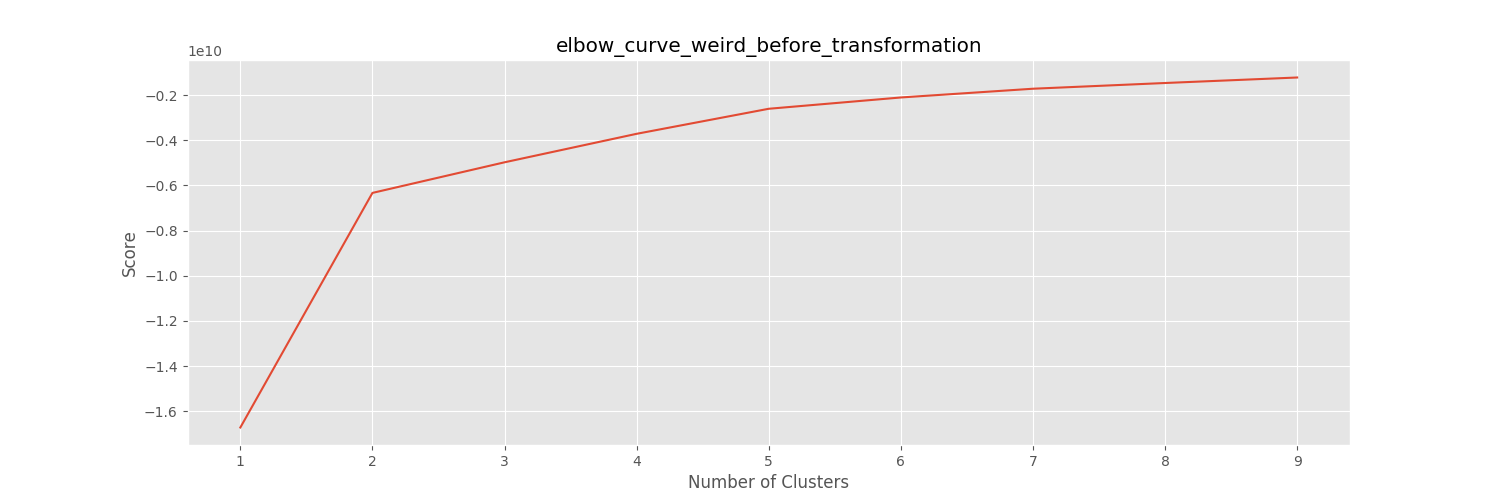 elbow_curve_weird_before_transformation
1e10
−0.2
−0.4
−0.6
−0.8
−1.0
−1.2
−1.4
−1.6
Score
1 2 3 4 5 6 7 8 9
Number of Clusters